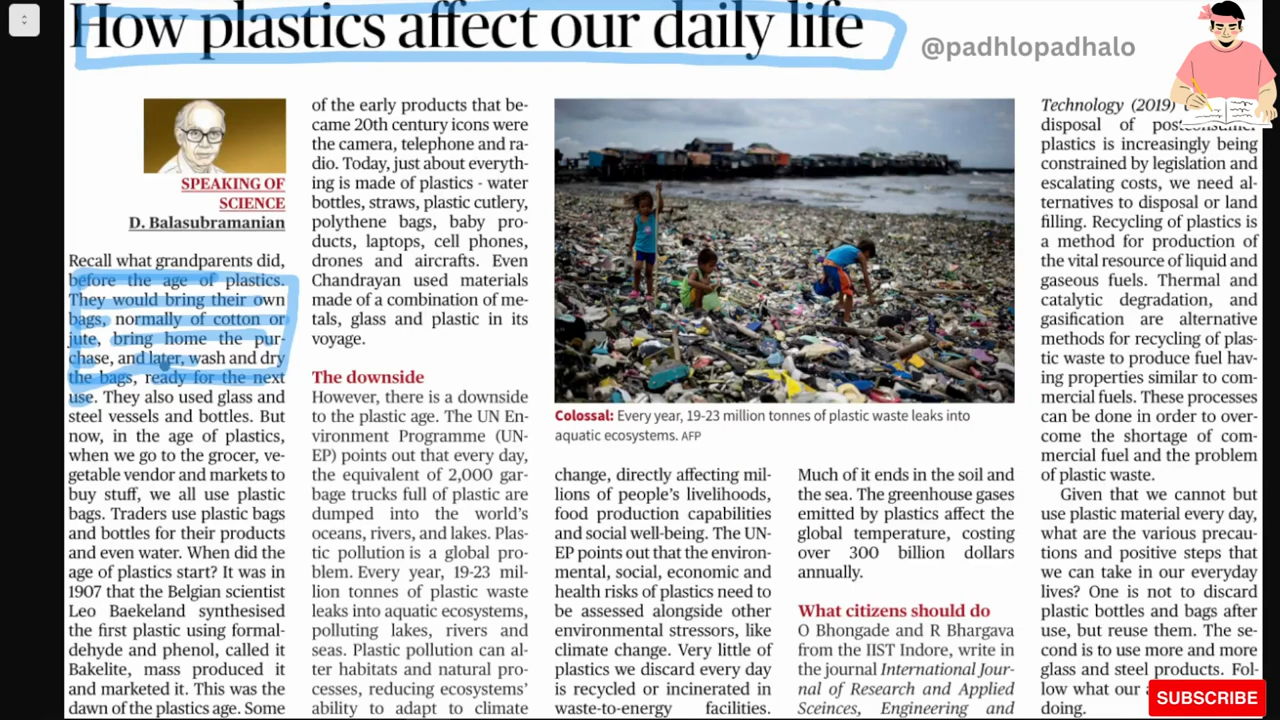 How plastics affect our daily life
@padhlopadhalo
SPEAKING OF
SCIENCE
D. Balasubramanian
Recall what grandparents did,
before the age of plastics.
They would bring their own
bags, normally of cotton or
jute, bring home the pur-
chase, and later, wash and dry
the bags, ready for the next
use. They also used glass and
steel vessels and bottles. But
now, in the age of plastics,
when we go to the grocer, ve-
getable vendor and markets to
buy stuff, we all use plastic
bags. Traders use plastic bags
and bottles for their products
and even water. When did the
age of plastics start? It was in
1907 that the Belgian scientist
Leo Baekeland synthesised
the first plastic using formal-
dehyde and phenol, called it
Bakelite, mass produced it
and marketed it. This was the
dawn of the plastics age. Some
of the early products that be-
came 20th century icons were
the camera, telephone and ra-
dio. Today, just about everyth-
ing is made of plastics - water
bottles, straws, plastic cutlery,
polythene bags, baby pro-
ducts, laptops, cell phones,
drones and aircrafts. Even
Chandrayan used materials
made of a combination of me-
tals, glass and plastic in its
voyage.
The downside
However, there is a downside
to the plastic age. The UN En-
vironment Programme (UN-
EP) points out that every day,
the equivalent of 2,000 gar-
bage trucks full of plastic are
dumped into the world's
oceans, rivers, and lakes. Plas-
tic pollution is a global pro-
blem. Every year, 19-23 mil-
lion tonnes of plastic waste
leaks into aquatic ecosystems,
polluting lakes, rivers and
seas. Plastic pollution can al-
ter habitats and natural pro-
cesses, reducing ecosystems'
ability to adapt to climate
Colossal: Every year, 19-23 million tonnes of plastic waste leaks into
aquatic ecosystems. AFP
change, directly affecting mil-
lions of people's livelihoods,
food production capabilities
and social well-being. The UN-
EP points out that the environ-
mental, social, economic and
health risks of plastics need to
be assessed alongside other
environmental stressors, like
climate change. Very little of
plastics we discard every day
is recycled or incinerated in
waste-to-energy facilities.
Much of it ends in the soil and
the sea. The greenhouse gases
emitted by plastics affect the
global temperature, costing
over 300 billion dollars
annually.
What citizens should do
O Bhongade and R Bhargava
from the IIST Indore, write in
the journal International Jour-
nal of Research and Applied
Sceinces, Engineering and
Technology (2019)
disposal of post-consumer
plastics is increasingly being
constrained by legislation and
escalating costs, we need al-
ternatives to disposal or land
filling. Recycling of plastics is
a method for production of
the vital resource of liquid and
gaseous fuels. Thermal and
catalytic degradation, and
gasification are alternative
methods for recycling of plas-
tic waste to produce fuel hav-
ing properties similar to com-
mercial fuels. These processes
can be done in order to over-
come the shortage of com-
mercial fuel and the problem
of plastic waste.
Given that we cannot but
use plastic material every day,
what are the various precau-
tions and positive steps that
we can take in our everyday
lives? One is not to discard
plastic bottles and bags after
use, but reuse them. The se-
cond is to use more and more
glass and steel products. Fol-
low what our
doing.
SUBSCRIBE